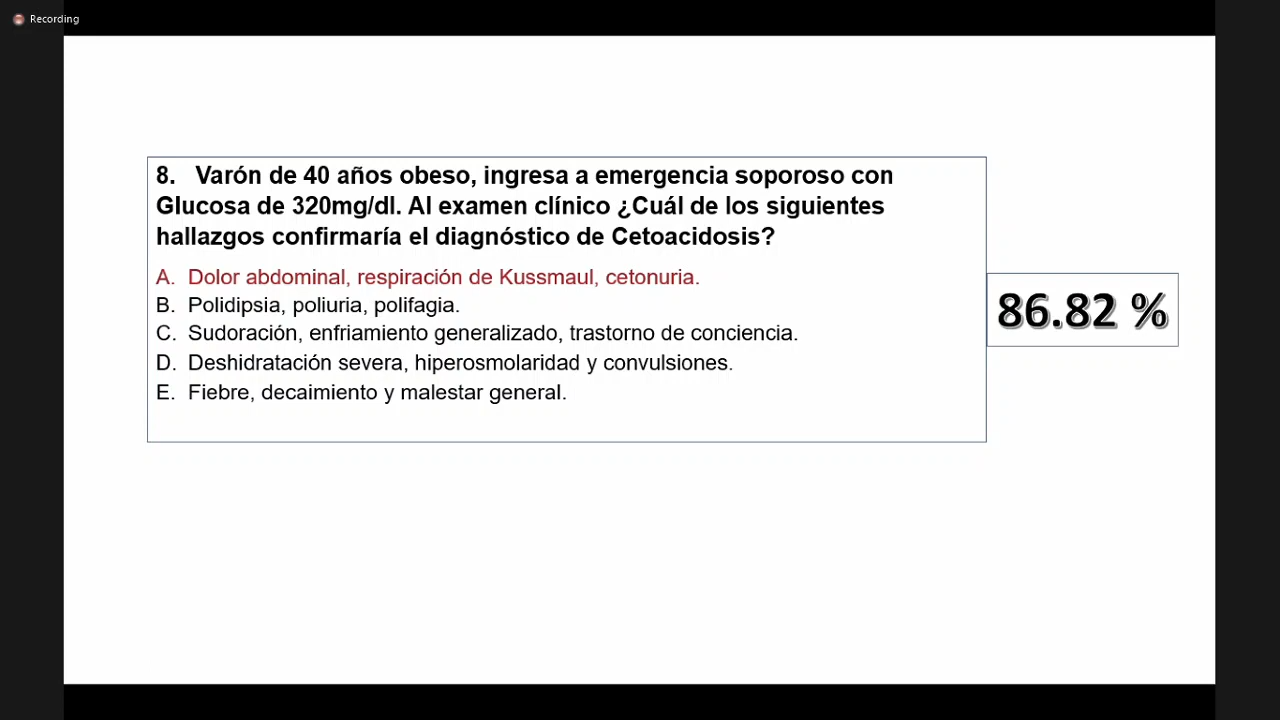 Recording
8. Varón de 40 años obeso, ingresa a emergencia soporoso con
Glucosa de 320mg/dl. Al examen clínico ¿Cuál de los siguientes
hallazgos confirmaría el diagnóstico de Cetoacidosis?
A. Dolor abdominal, respiración de Kussmaul, cetonuria.
B. Polidipsia, poliuria, polifagia.
C. Sudoración, enfriamiento generalizado, trastorno de conciencia.
D. Deshidratación severa, hiperosmolaridad y convulsiones.
E. Fiebre, decaimiento y malestar general.
86.82 %